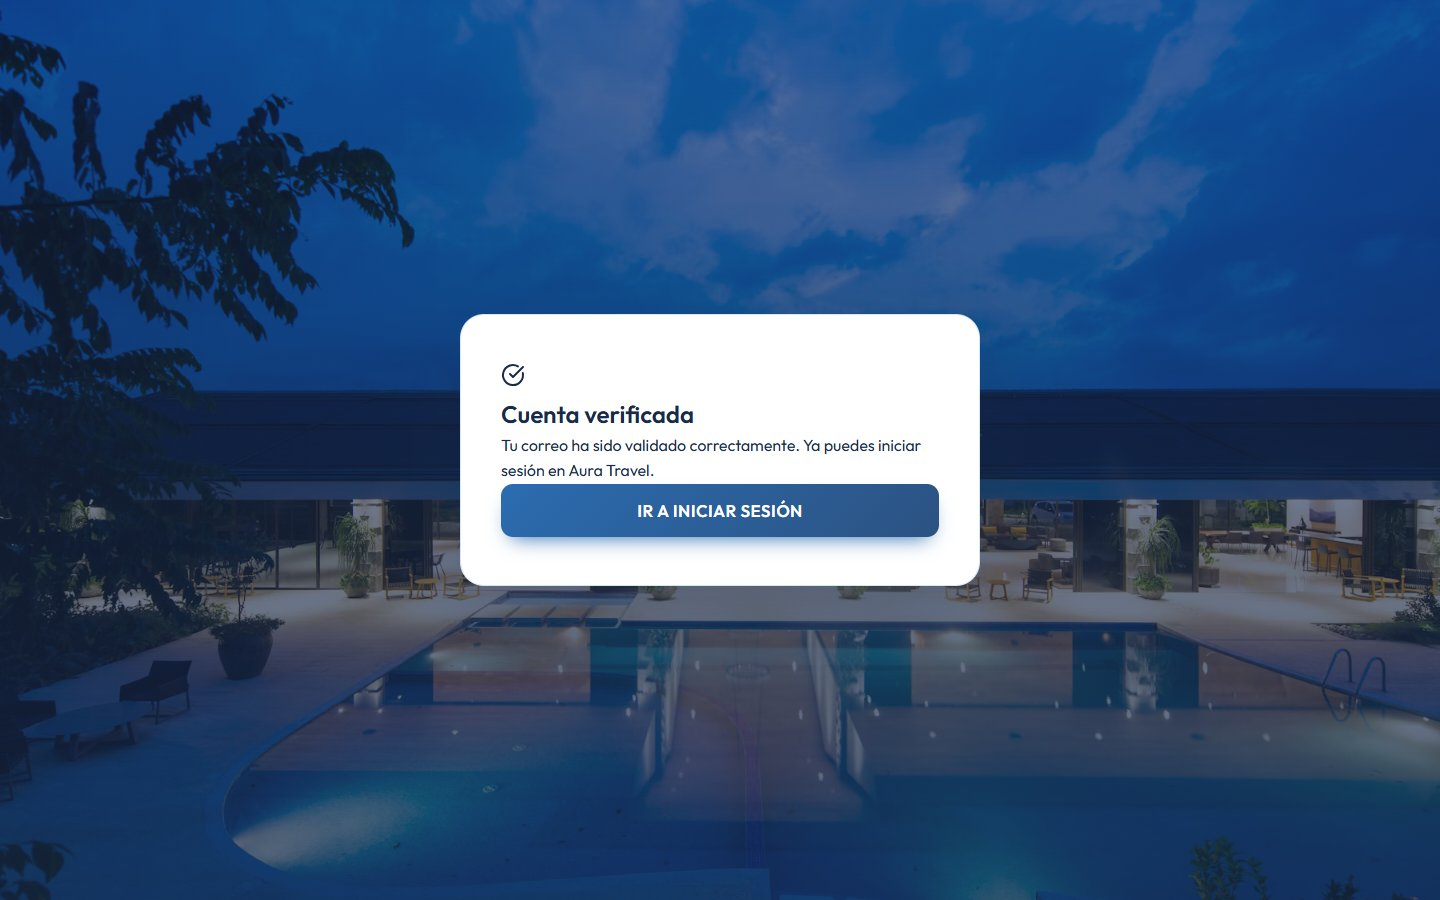 Cuenta verificada
Tu correo ha sido validado correctamente. Ya puedes iniciar
sesión en Aura Travel.
IR A INICIAR SESIÓN